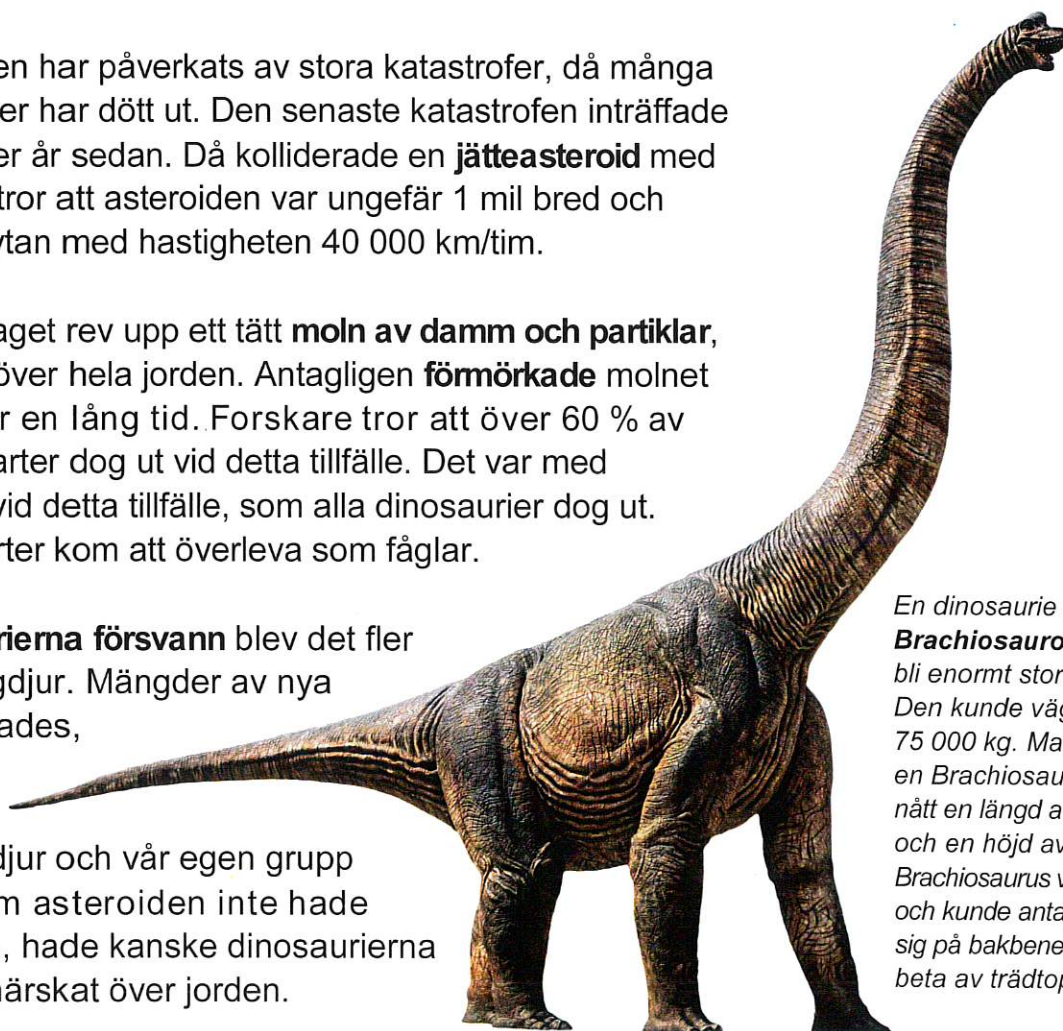 en har påverkats av stora katastrofer, då många
er har dött ut. Den senaste katastrofen inträffade
er år sedan. Då kolliderade en jätteasteroid med
tror att asteroiden var ungefär 1 mil bred och
ytan med hastigheten 40 000 km/tim.
aget rev upp ett tätt moln av damm och partiklar,
över hela jorden. Antagligen förmörkade molnet
r en lång tid. Forskare tror att över 60 % av
arter dog ut vid detta tillfälle. Det var med
vid detta tillfälle, som alla dinosaurier dog ut.
rter kom att överleva som fåglar.
rierna försvann blev det fler
gdjur. Mängder av nya
ades,
djur och vår egen grupp
m asteroiden inte hade
, hade kanske dinosaurierna
härskat över jorden.
En dinosaurie
Brachiosauro
bli enormt stor
Den kunde väg
75 000 kg. Ma
en Brachiosau
nått en längd a
och en höjd av
Brachiosaurus v
och kunde anta
sig på bakbene
beta av trädtop